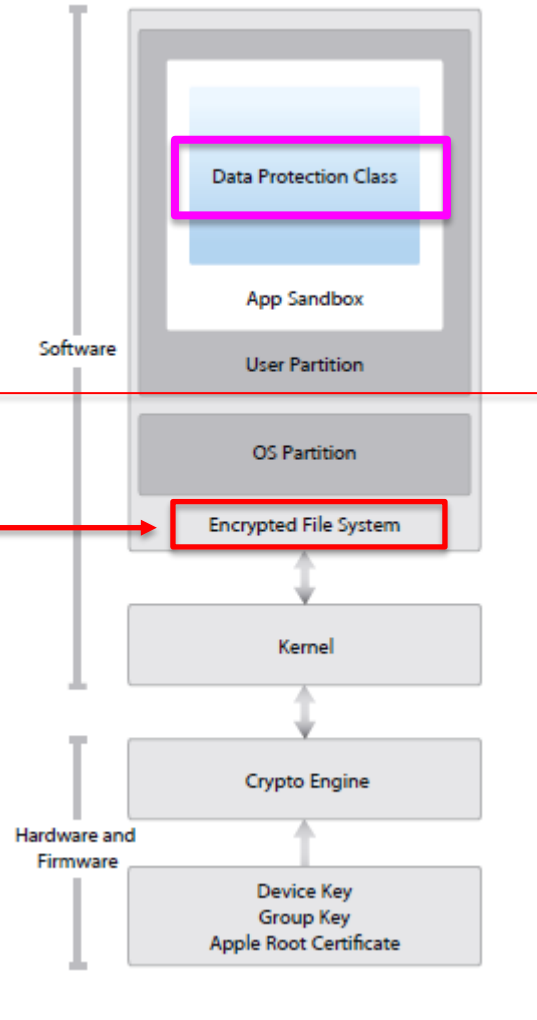 Data Protection Class
App Sandbox
Software
User Partition
OS Partition
Encrypted File System
Kernel
Crypto Engine
Hardware and
Firmware
Device Key
Group Key
Apple Root Certificate